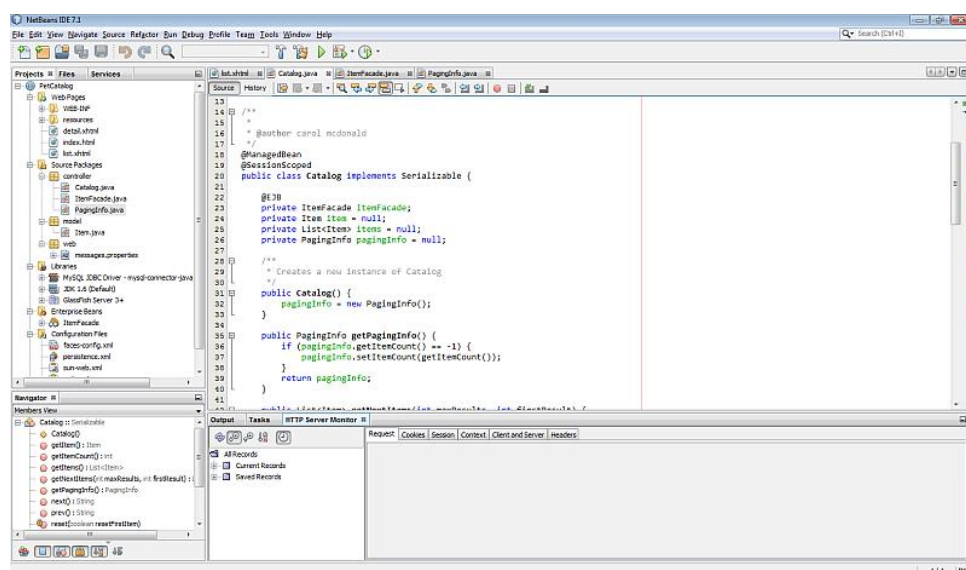 NetBeans IDE 7.1
File Edit View Navigate Source Refactor Run Debug Profile Team Tools Window Help
Search (Ctrl+I)
Projects Files Services
PetCatalog
Web Pages
WEB-INF
resources
detail.xhtml
index.html
list.xhtml
Source Packages
controller
Catalog.java
ItemFacade.java
PagingInfo.java
model
Item.java
web
messages.properties
Libraries
MySQL JDBC Driver - mysql-connector-java
JDK 1.6 (Default)
GlassFish Server 3+
Enterprise Beans
ItemFacade
Configuration Files
faces-config.xml
persistence.xml
sun-web.xml
Navigator
Members View
Catalog :: Serializable
Catalog()
getItem() : Item
getItemCount() : int
getItems() : List<Item>
getNextItems(int maxResults, int firstResult) :
getPagingInfo() : PagingInfo
next() : String
prev() : String
reset(boolean resetFirstItem)
list.xhtml Catalog.java ItemFacade.java PagingInfo.java
Source History
13
14 /**
15 *
16 * @author carol mcdonald
17 */
18 @ManagedBean
19 @SessionScoped
20 public class Catalog implements Serializable {
21
22 @EJB
23 private ItemFacade itemFacade;
24 private Item item = null;
25 private List<Item> items = null;
26 private PagingInfo pagingInfo = null;
27
28 /**
29 * Creates a new instance of Catalog
30 */
31 public Catalog() {
32 pagingInfo = new PagingInfo();
33 }
34
35 public PagingInfo getPagingInfo() {
36 if (pagingInfo.getItemCount() == -1) {
37 pagingInfo.setItemCount(getItemCount());
38 }
39 return pagingInfo;
40 }
41
public List<Item> getNextItems(int maxResults, int firstResult) {
Output Tasks HTTP Server Monitor
All Records
Current Records
Saved Records
Request Cookies Session Context Client and Server Headers